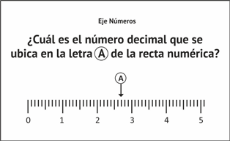 Eje Números
¿Cuál es el número decimal que se
ubica en la letra Ⓐ de la recta numérica?
A
0 1 2 3 4 5